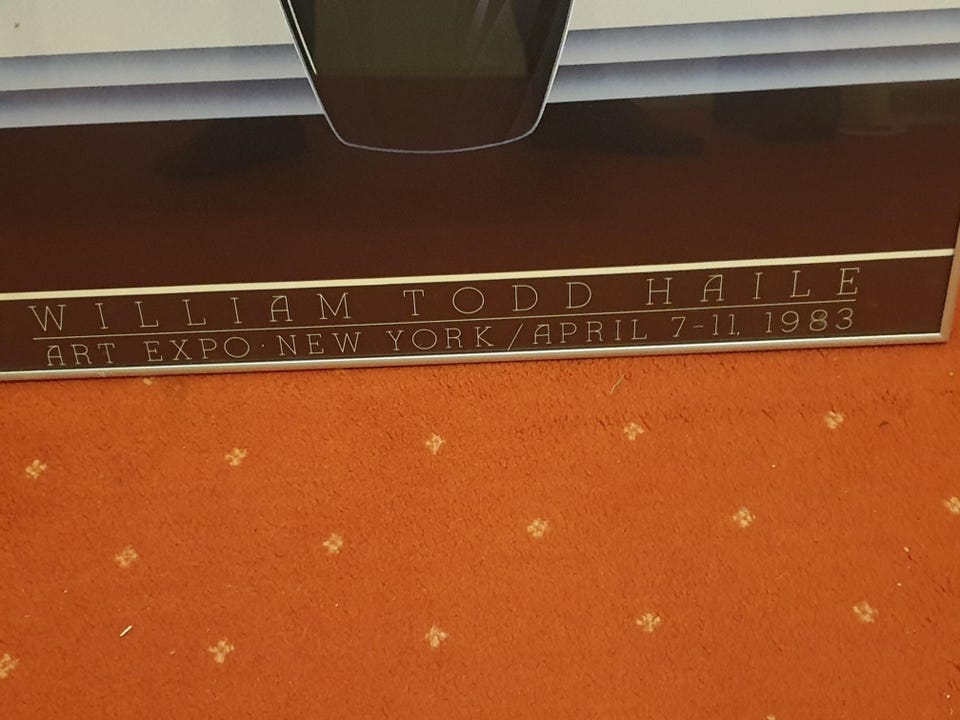 WILLIAM TODD HAILE
ART EXPO · NEW YORK / APRIL 7-11, 1983